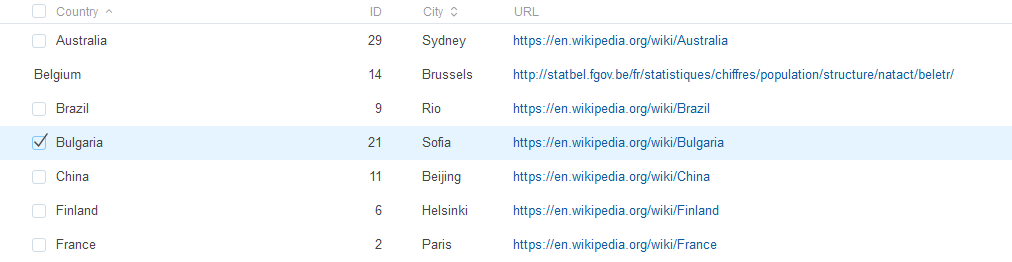 Country ID City URL
Australia 29 Sydney https://en.wikipedia.org/wiki/Australia
Belgium 14 Brussels http://statbel.fgov.be/fr/statistiques/chiffres/population/structure/natact/beletr/
Brazil 9 Rio https://en.wikipedia.org/wiki/Brazil
Bulgaria 21 Sofia https://en.wikipedia.org/wiki/Bulgaria
China 11 Beijing https://en.wikipedia.org/wiki/China
Finland 6 Helsinki https://en.wikipedia.org/wiki/Finland
France 2 Paris https://en.wikipedia.org/wiki/France